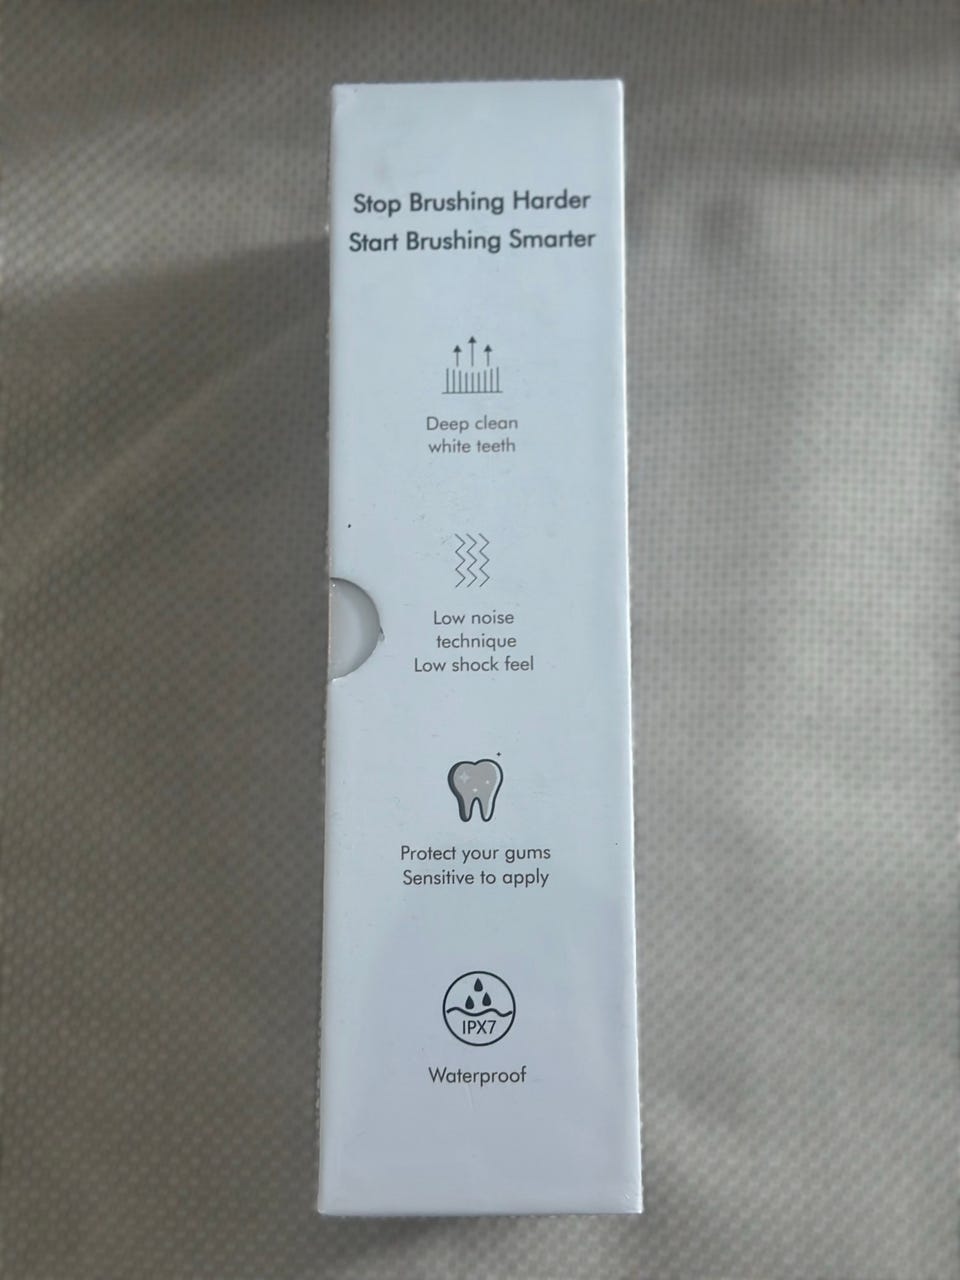 Stop Brushing Harder
Start Brushing Smarter
Deep clean
white teeth
Low noise
technique
Low shock feel
Protect your gums
Sensitive to apply
IPX7
Waterproof